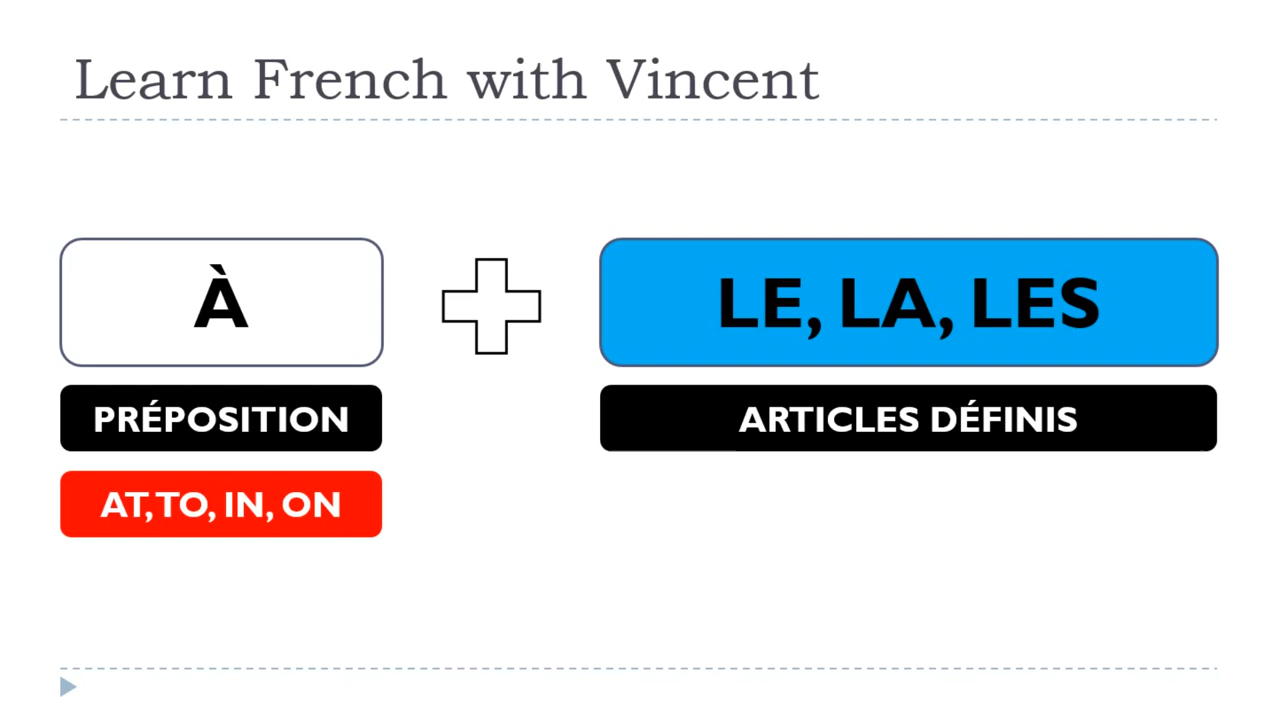 Learn French with Vincent
À
LE, LA, LES
PRÉPOSITION
ARTICLES DÉFINIS
AT, TO, IN, ON